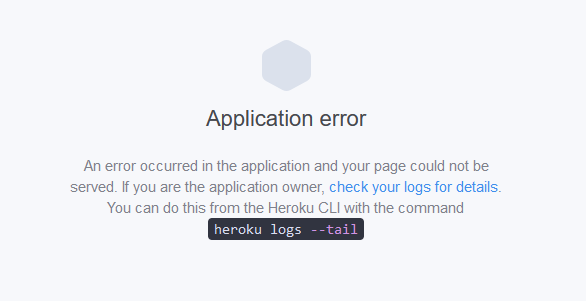 Application error
An error occurred in the application and your page could not be
served. If you are the application owner, check your logs for details.
You can do this from the Heroku CLI with the command
heroku logs --tail